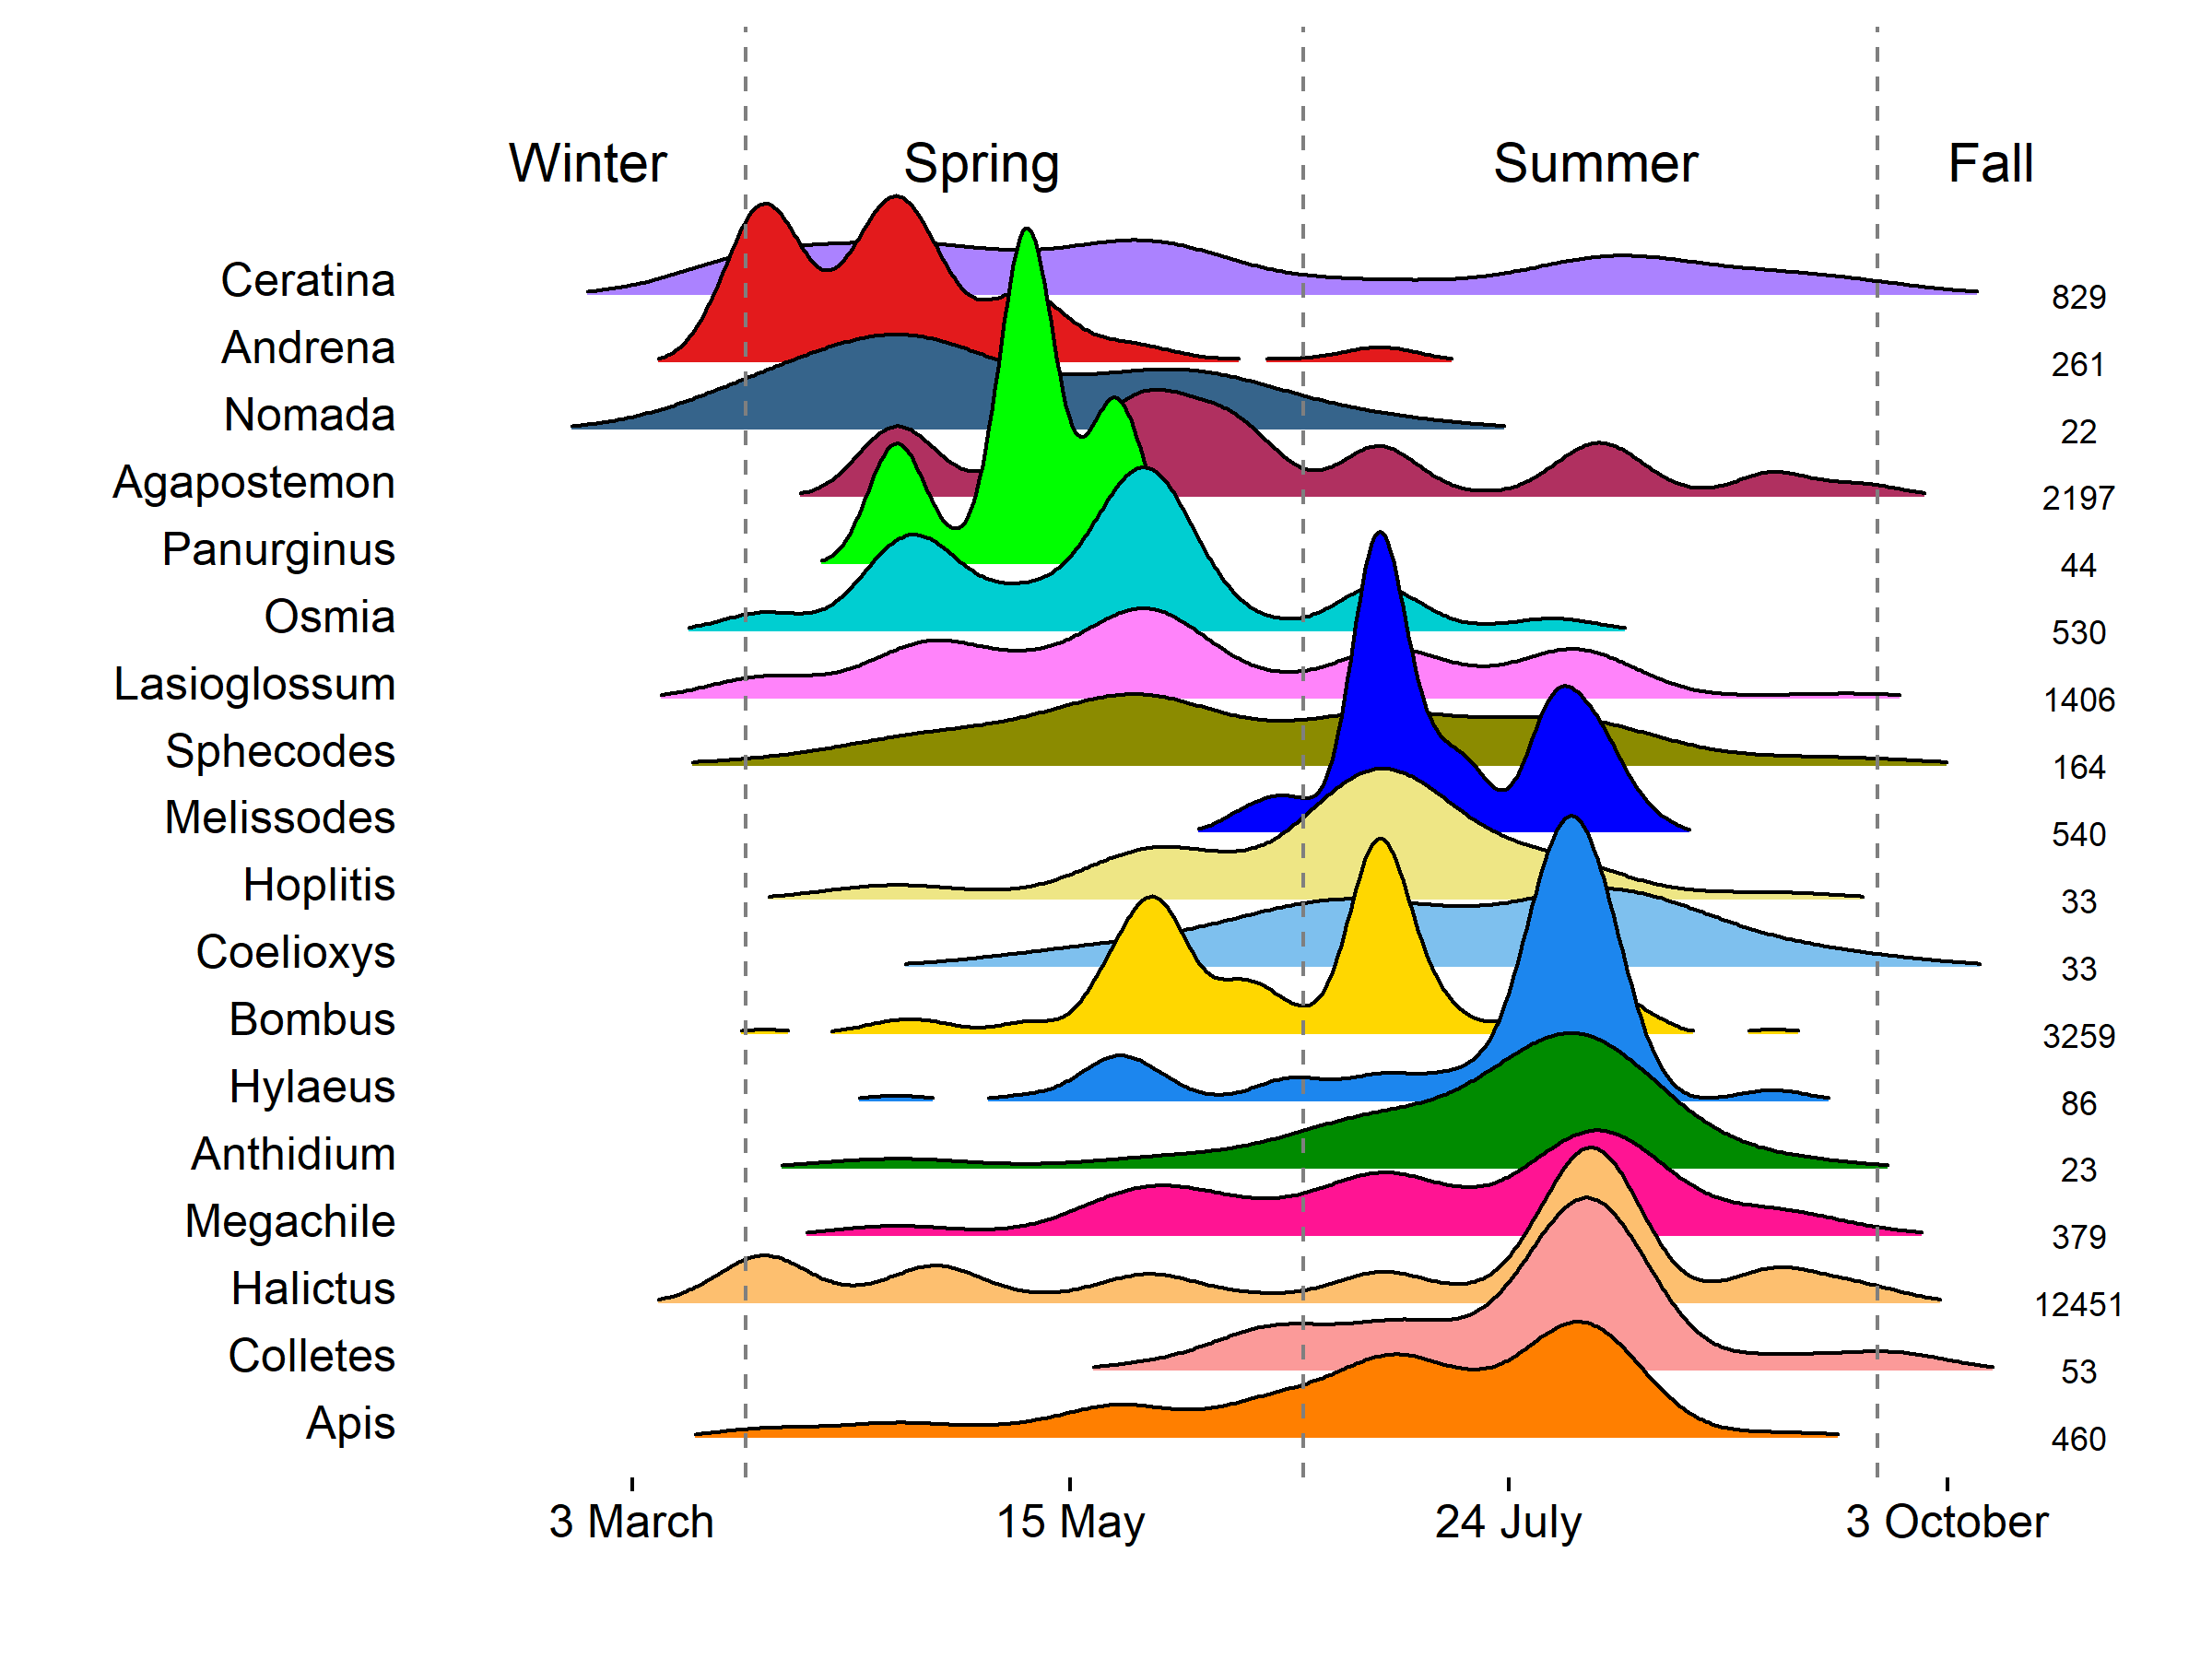 Winter Spring Summer Fall
Ceratina 829
Andrena 261
Nomada 22
Agapostemon 2197
Panurginus 44
Osmia 530
Lasioglossum 1406
Sphecodes 164
Melissodes 540
Hoplitis 33
Coelioxys 33
Bombus 3259
Hylaeus 86
Anthidium 23
Megachile 379
Halictus 12451
Colletes 53
Apis 460
3 March 15 May 24 July 3 October